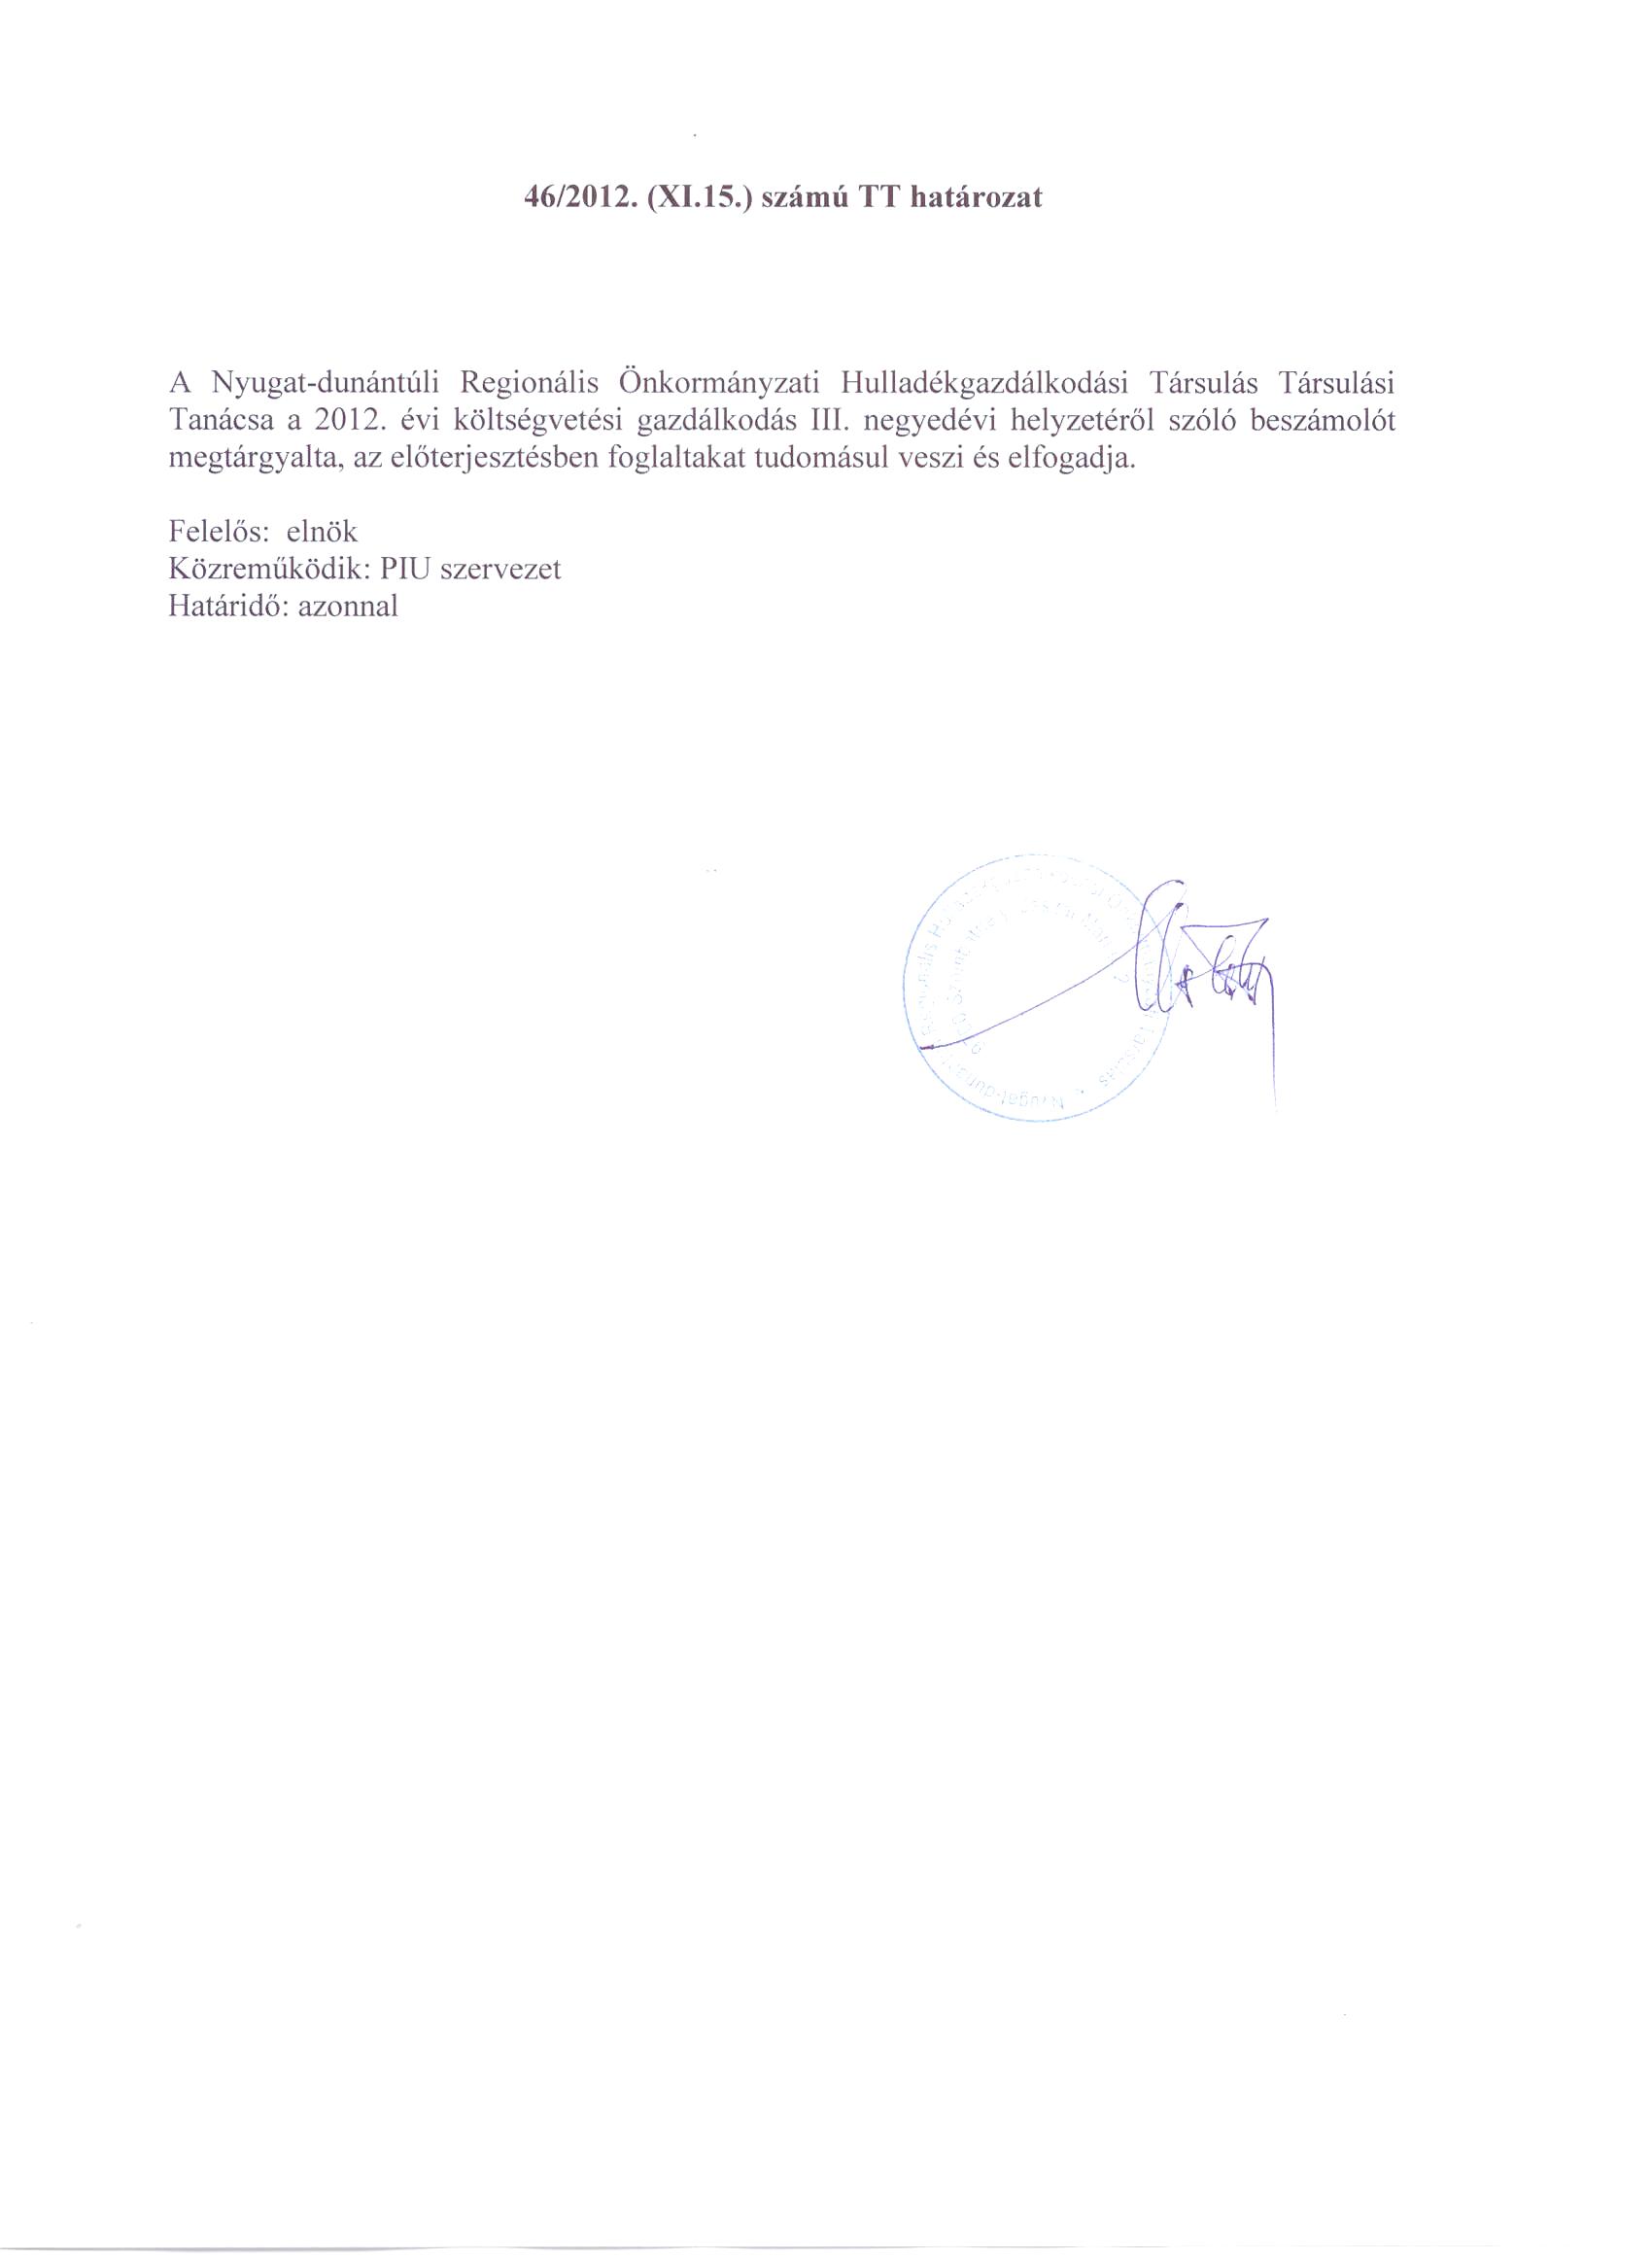 46/2012. (XI.15.) számú TT határozat
A Nyugat-dunántúli Regionális Önkormányzati Hulladékgazdálkodási Társulás Társulási
Tanácsa a 2012. évi költségvetési gazdálkodás III. negyedévi helyzetéről szóló beszámolót
megtárgyalta, az előterjesztésben foglaltakat tudomásul veszi és elfogadja.
Felelős: elnök
Közreműködik: PIU szervezet
Határidő: azonnal